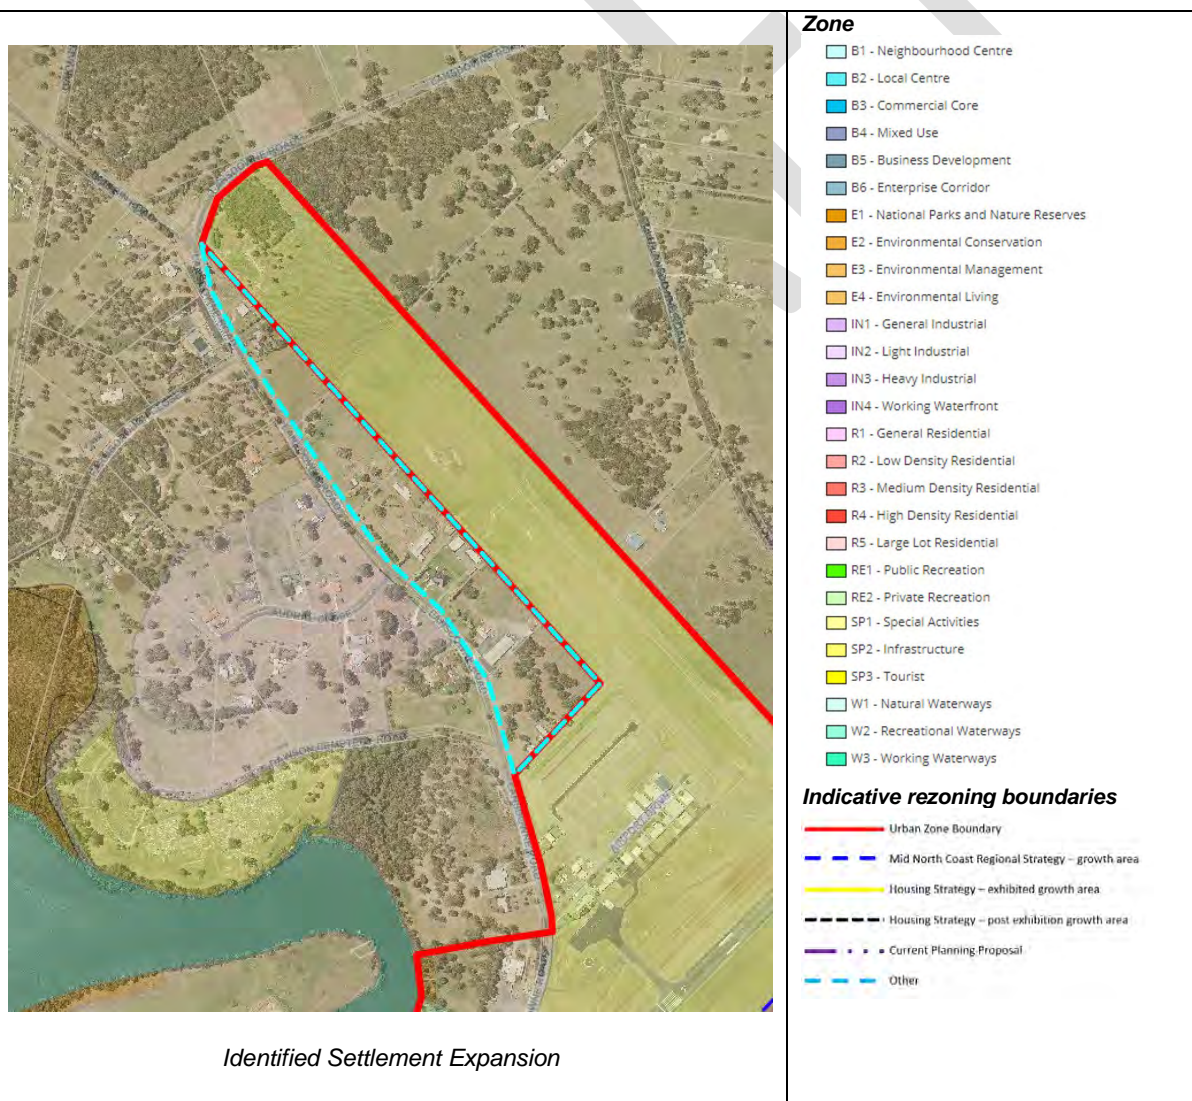 Zone
B1 - Neighbourhood Centre
B2 - Local Centre
B3 - Commercial Core
B4 - Mixed Use
B5 - Business Development
B6 - Enterprise Corridor
E1 - National Parks and Nature Reserves
E2 - Environmental Conservation
E3 - Environmental Management
E4 - Environmental Living
IN1 - General Industrial
IN2 - Light Industrial
IN3 - Heavy Industrial
IN4 - Working Waterfront
R1 - General Residential
R2 - Low Density Residential
R3 - Medium Density Residential
R4 - High Density Residential
R5 - Large Lot Residential
RE1 - Public Recreation
RE2 - Private Recreation
SP1 - Special Activities
SP2 - Infrastructure
SP3 - Tourist
W1 - Natural Waterways
W2 - Recreational Waterways
W3 - Working Waterways
Indicative rezoning boundaries
Urban Zone Boundary
Mid North Coast Regional Strategy – growth area
Housing Strategy – exhibited growth area
Housing Strategy – post exhibition growth area
Current Planning Proposal
Other
Identified Settlement Expansion